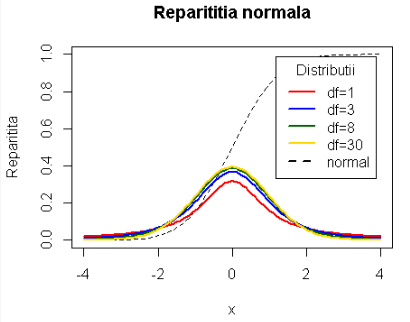 Reparititia normala
Reparitita
1.0
0.8
0.6
0.4
0.2
0.0
Distributii
df=1
df=3
df=8
df=30
normal
-4
-2
0
2
4
x